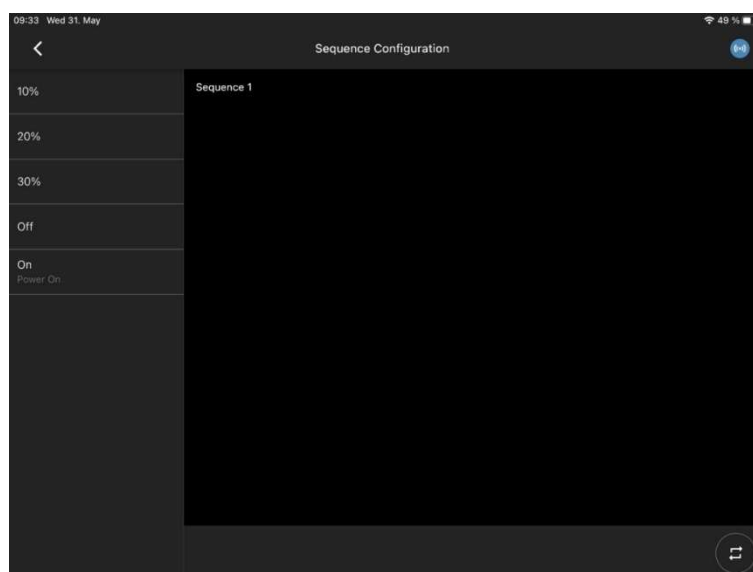 09:33 Wed 31. May
49 %
Sequence Configuration
10%
20%
30%
Off
On
Power On
Sequence 1